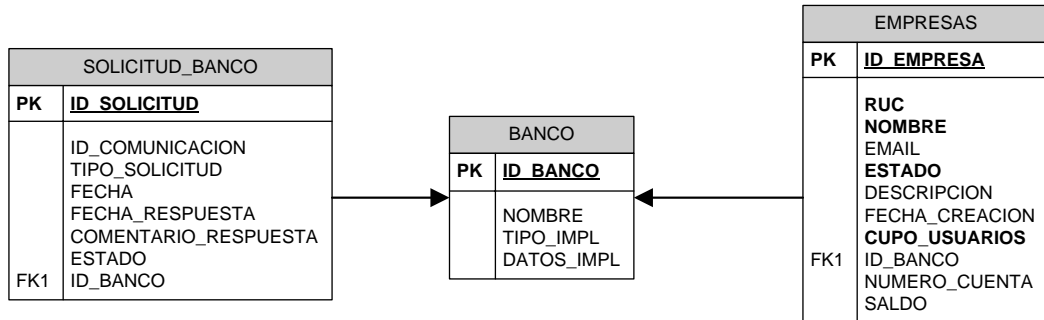 SOLICITUD_BANCO
PK ID_SOLICITUD
ID_COMUNICACION
TIPO_SOLICITUD
FECHA
FECHA_RESPUESTA
COMENTARIO_RESPUESTA
ESTADO
FK1 ID_BANCO
BANCO
PK ID_BANCO
NOMBRE
TIPO_IMPL
DATOS_IMPL
EMPRESAS
PK ID_EMPRESA
RUC
NOMBRE
EMAIL
ESTADO
DESCRIPCION
FECHA_CREACION
CUPO_USUARIOS
FK1 ID_BANCO
NUMERO_CUENTA
SALDO